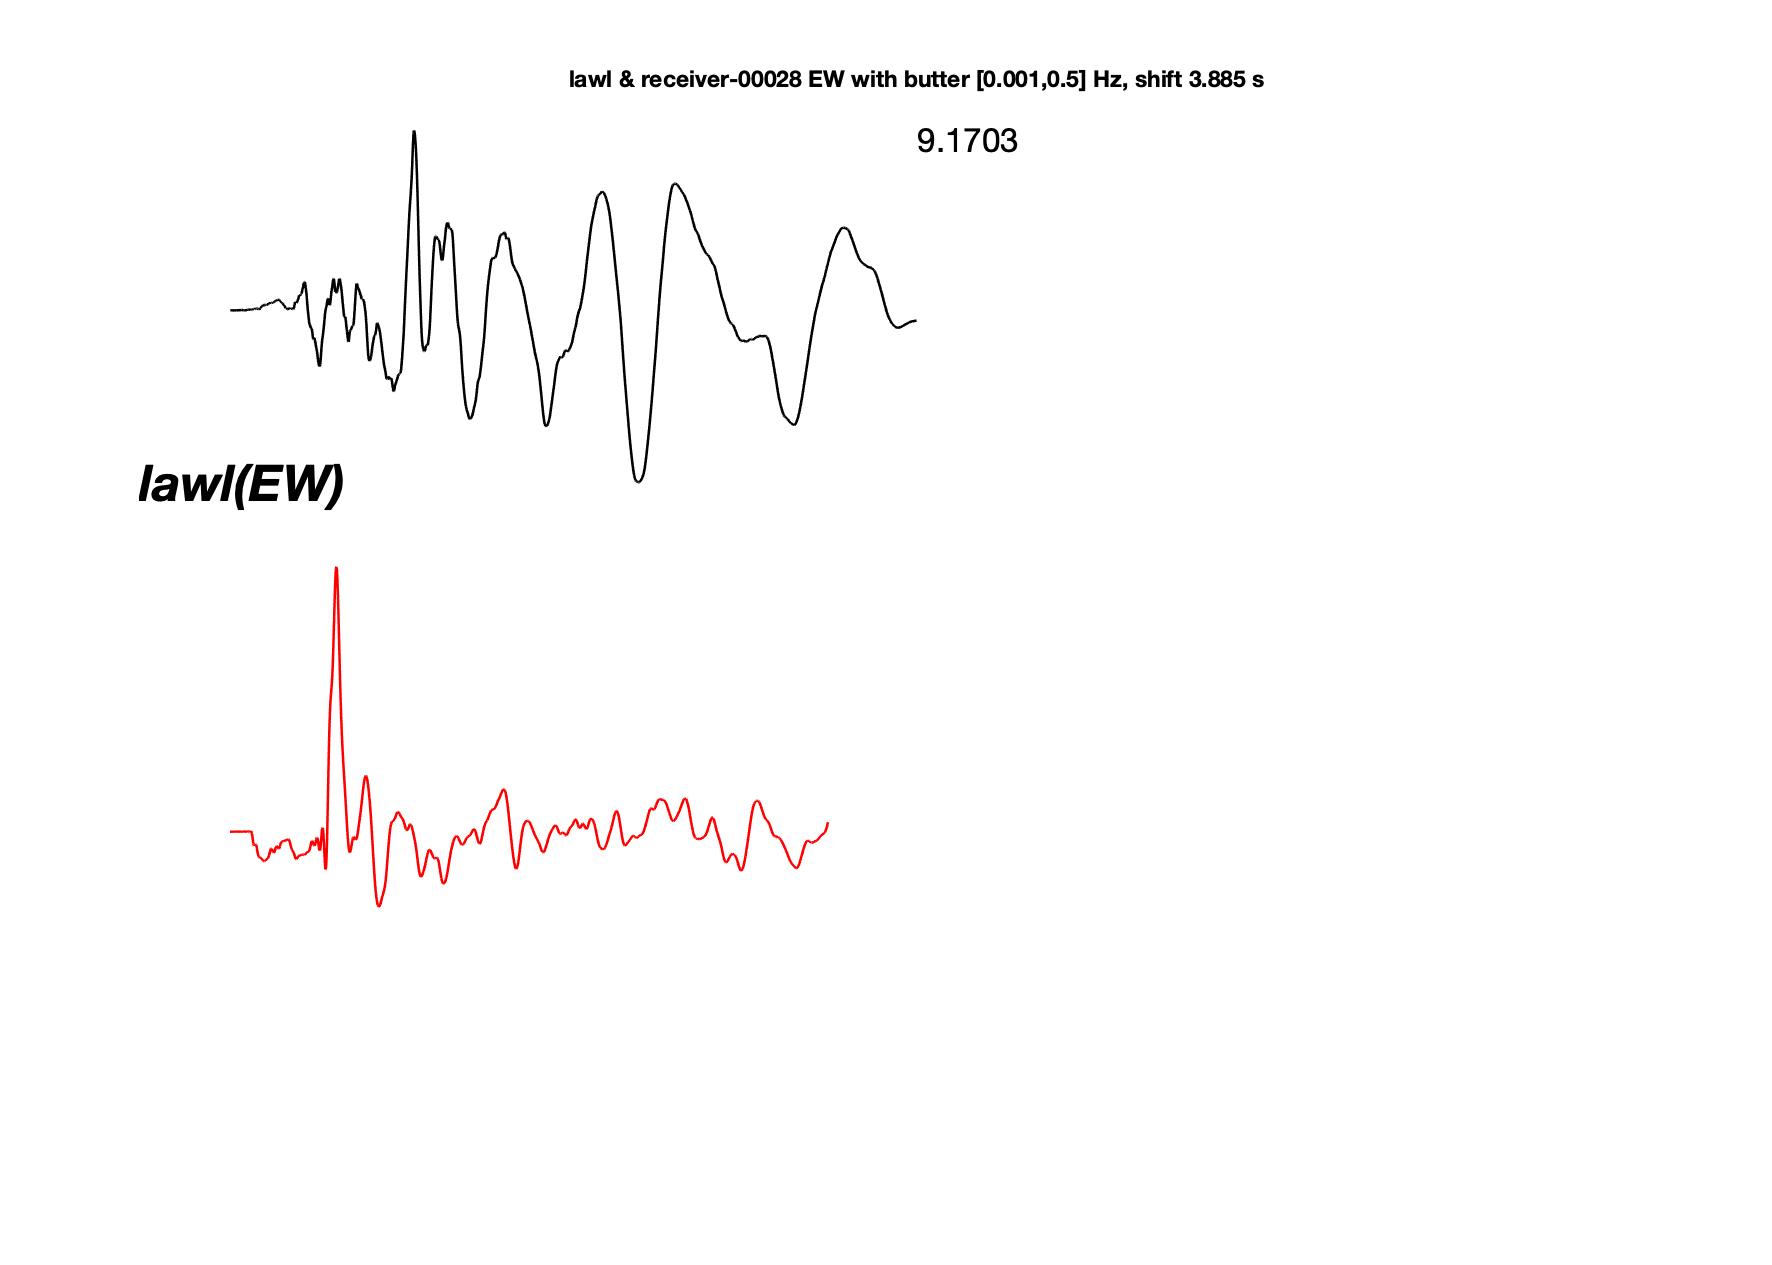 lawl & receiver-00028 EW with butter [0.001,0.5] Hz, shift 3.885 s
9.1703
lawl(EW)